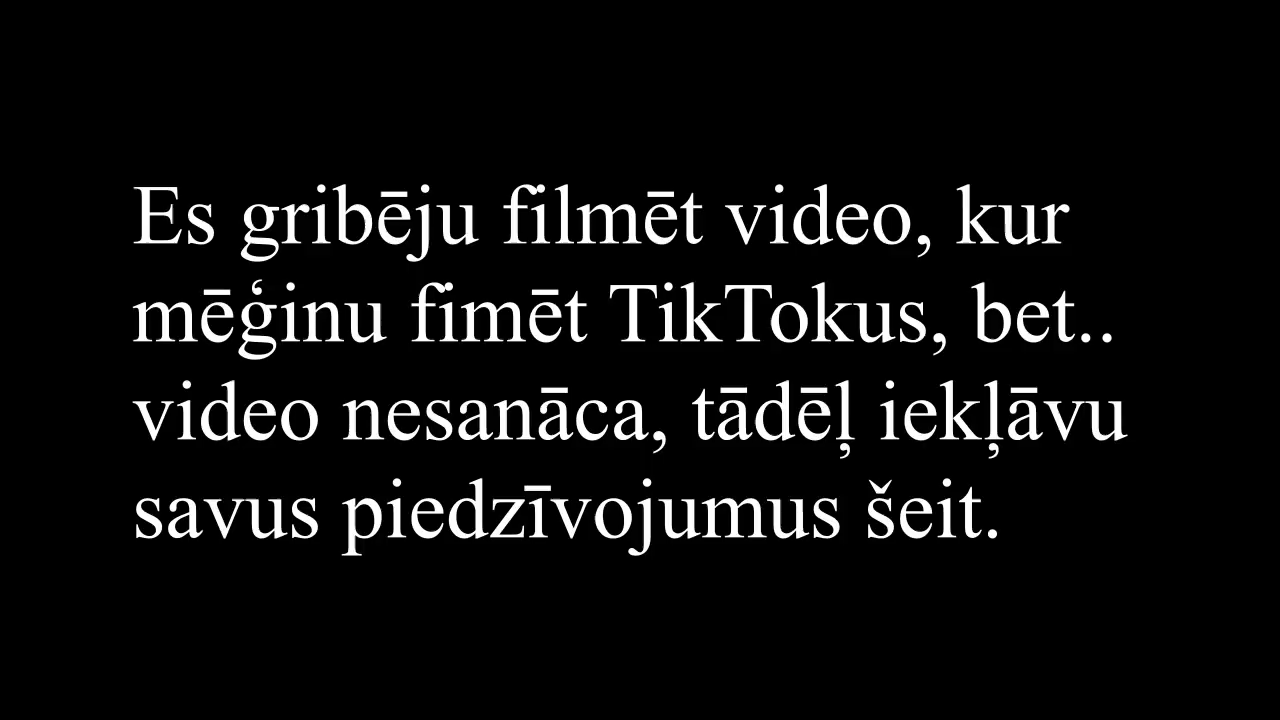 Es gribēju filmēt video, kur
mēģinu fimēt TikTokus, bet..
video nesanāca, tādēļ iekļāvu
savus piedzīvojumus šeit.